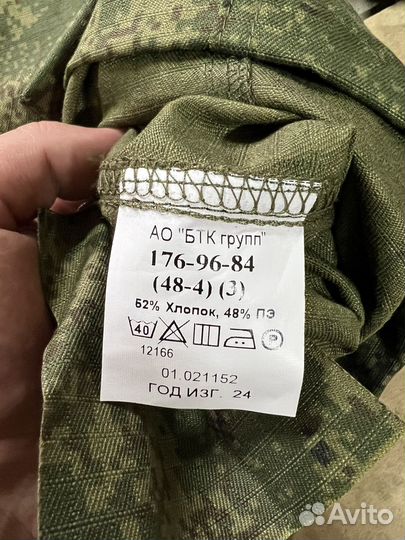 АО "БТК групп"
176-96-84
(48-4) (3)
52% Хлопок, 48% ПЭ
40 P
12166
01.021152
ГОД ИЗГ. 24
Avito